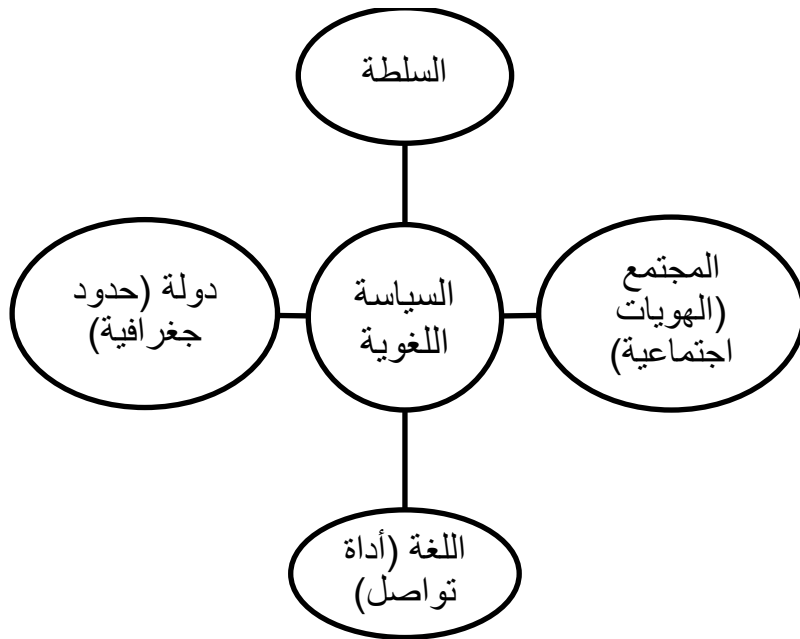 السلطة
المجتمع
(الهويات
اجتماعية)
السياسة
اللغوية
دولة (حدود
جغرافية)
اللغة (أداة
تواصل)